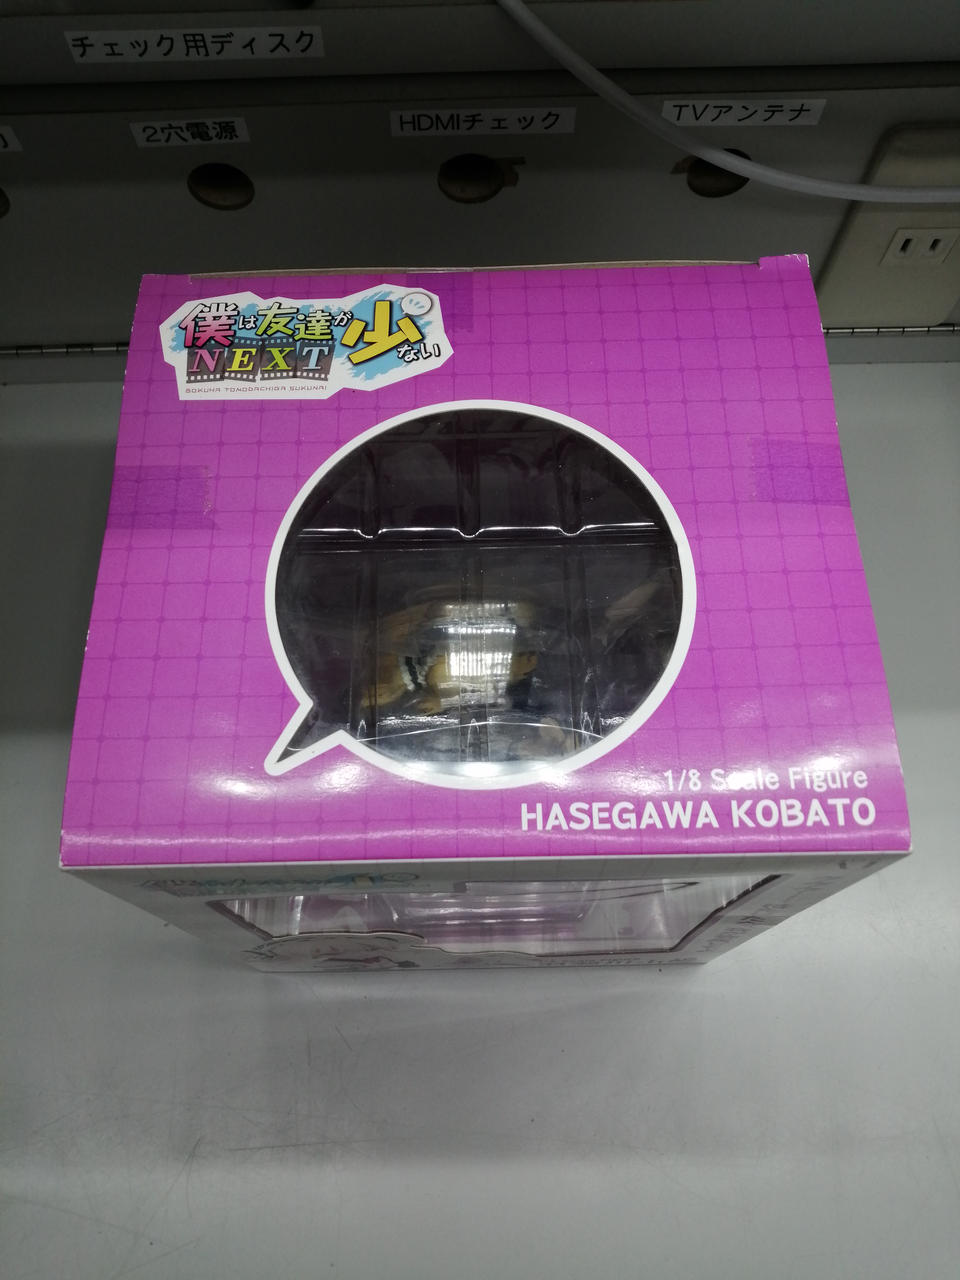 チェック用ディスク
2穴電源
HDMIチェック
TVアンテナ
僕は友達が少ない
NEXT
BOKUHA TOMODACHIGA SUKUNAI
1/8 Scale Figure
HASEGAWA KOBATO